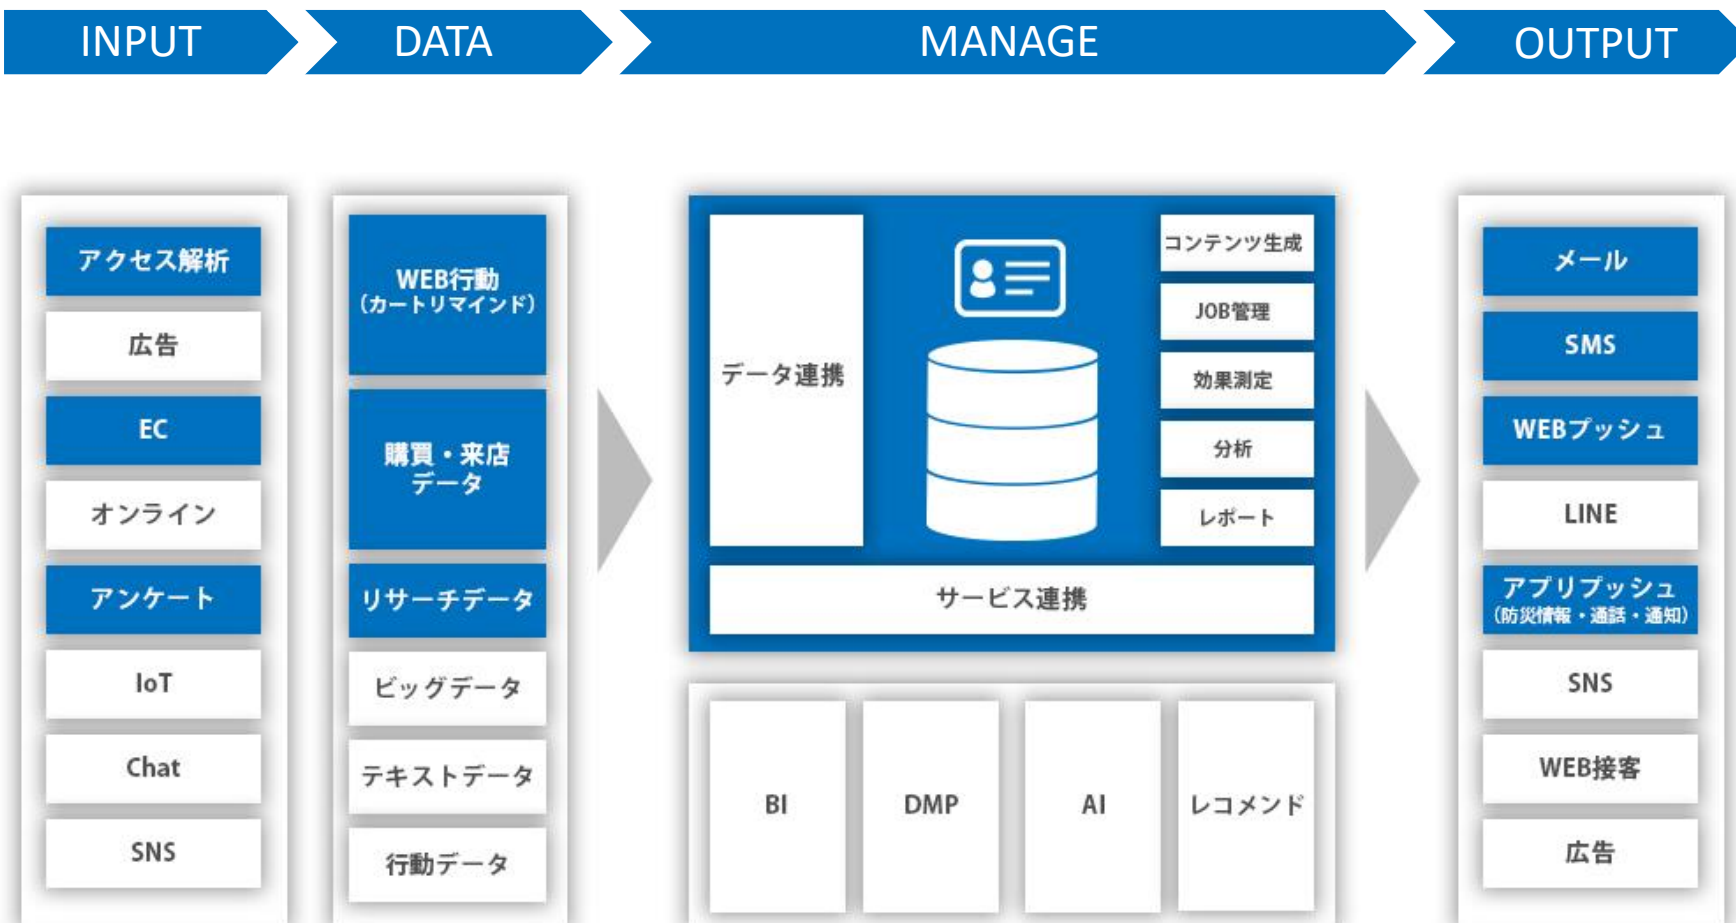 INPUT
DATA
MANAGE
OUTPUT
アクセス解析
広告
EC
オンライン
アンケート
IoT
Chat
SNS
WEB行動
（カートリマインド）
購買・来店
データ
リサーチデータ
ビッグデータ
テキストデータ
行動データ
データ連携
コンテンツ生成
JOB管理
効果測定
分析
レポート
サービス連携
BI
DMP
AI
レコメンド
メール
SMS
WEBプッシュ
LINE
アプリプッシュ
（防災情報・通話・通知）
SNS
WEB接客
広告